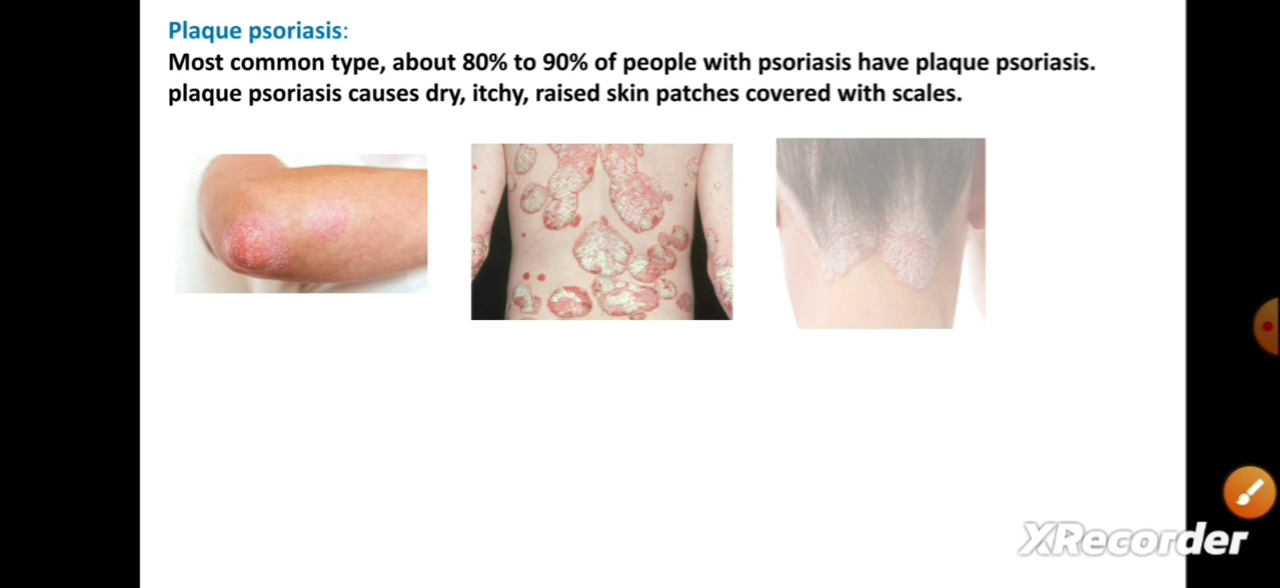 Plaque psoriasis:
Most common type, about 80% to 90% of people with psoriasis have plaque psoriasis.
plaque psoriasis causes dry, itchy, raised skin patches covered with scales.
XRecorder